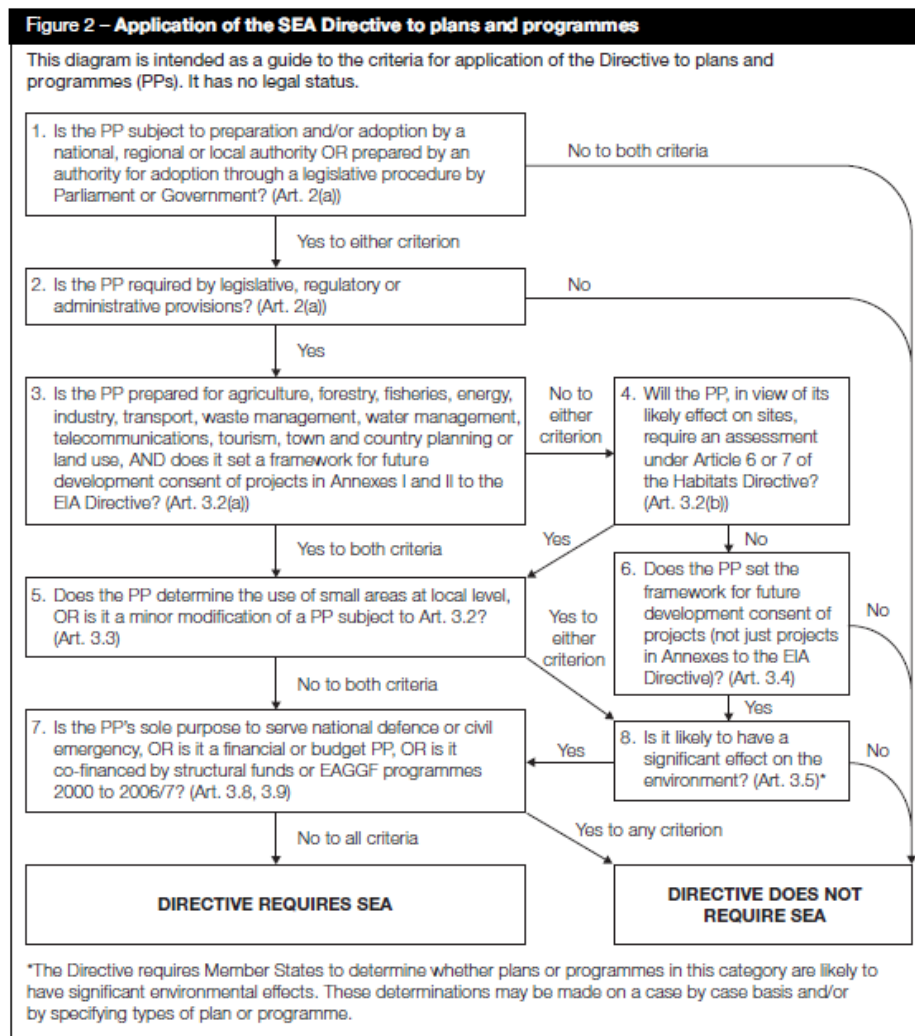 Figure 2 – Application of the SEA Directive to plans and programmes
This diagram is intended as a guide to the criteria for application of the Directive to plans and
programmes (PPs). It has no legal status.
1. Is the PP subject to preparation and/or adoption by a
national, regional or local authority OR prepared by an
authority for adoption through a legislative procedure by
Parliament or Government? (Art. 2(a))
No to both criteria
Yes to either criterion
2. Is the PP required by legislative, regulatory or
administrative provisions? (Art. 2(a))
No
Yes
3. Is the PP prepared for agriculture, forestry, fisheries, energy,
industry, transport, waste management, water management,
telecommunications, tourism, town and country planning or
land use, AND does it set a framework for future
development consent of projects in Annexes I and II to the
EIA Directive? (Art. 3.2(a))
No to
either
criterion
4. Will the PP, in view of its
likely effect on sites,
require an assessment
under Article 6 or 7 of
the Habitats Directive?
(Art. 3.2(b))
Yes to both criteria
Yes
No
5. Does the PP determine the use of small areas at local level,
OR is it a minor modification of a PP subject to Art. 3.2?
(Art. 3.3)
Yes to
either
criterion
6. Does the PP set the
framework for future
development consent of
projects (not just projects
in Annexes to the EIA
Directive)? (Art. 3.4)
No
No to both criteria
Yes
7. Is the PP's sole purpose to serve national defence or civil
emergency, OR is it a financial or budget PP, OR is it
co-financed by structural funds or EAGGF programmes
2000 to 2006/7? (Art. 3.8, 3.9)
Yes
8. Is it likely to have a
significant effect on the
environment? (Art. 3.5)*
No
No to all criteria
Yes to any criterion
DIRECTIVE REQUIRES SEA
DIRECTIVE DOES NOT
REQUIRE SEA
*The Directive requires Member States to determine whether plans or programmes in this category are likely to
have significant environmental effects. These determinations may be made on a case by case basis and/or
by specifying types of plan or programme.